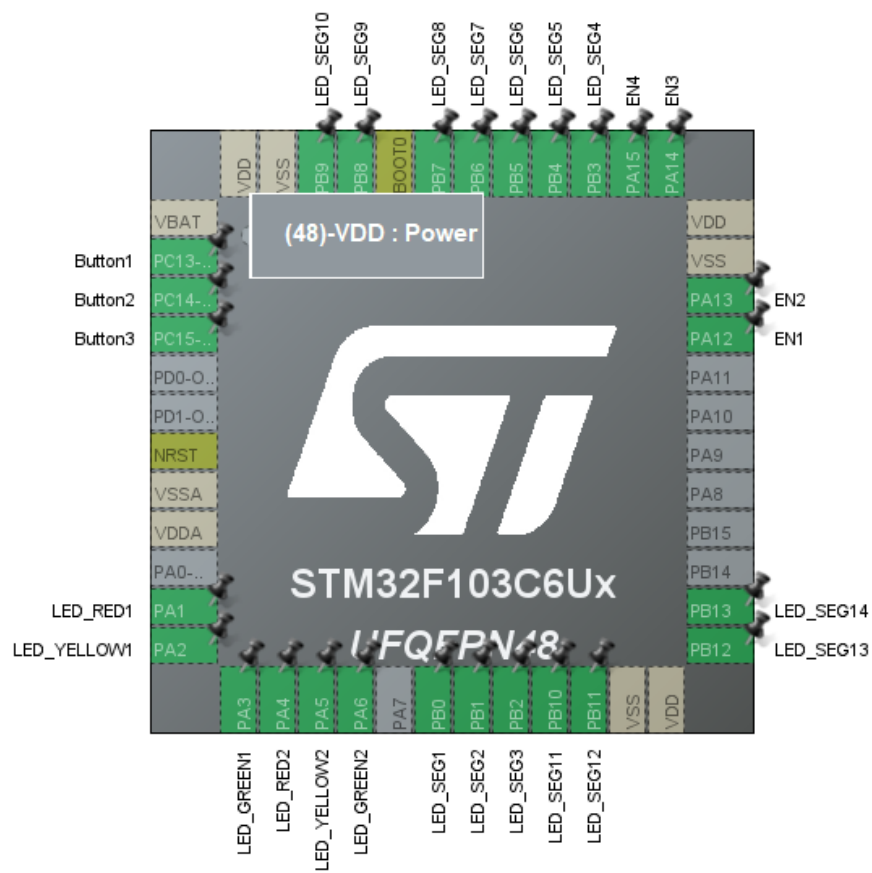 LED_SEG10
LED_SEG9
LED_SEG8
LED_SEG7
LED_SEG6
LED_SEG5
LED_SEG4
EN4
EN3
VDD
VSS
PB9
PB8
BOOT0
PB7
PB6
PB5
PB4
PB3
PA15
PA14
(48)-VDD : Power
VBAT
Button1 PC13-..
Button2 PC14-..
Button3 PC15-..
PD0-O..
PD1-O..
NRST
VSSA
VDDA
PA0-..
LED_RED1 PA1
LED_YELLOW1 PA2
VDD
VSS
PA13 EN2
PA12 EN1
PA11
PA10
PA9
PA8
PB15
PB14
PB13 LED_SEG14
PB12 LED_SEG13
ST
STM32F103C6Ux
UFQFPN48
PA3
PA4
PA5
PA6
PA7
PB0
PB1
PB2
PB10
PB11
VSS
VDD
LED_GREEN1
LED_RED2
LED_YELLOW2
LED_GREEN2
LED_SEG1
LED_SEG2
LED_SEG3
LED_SEG11
LED_SEG12